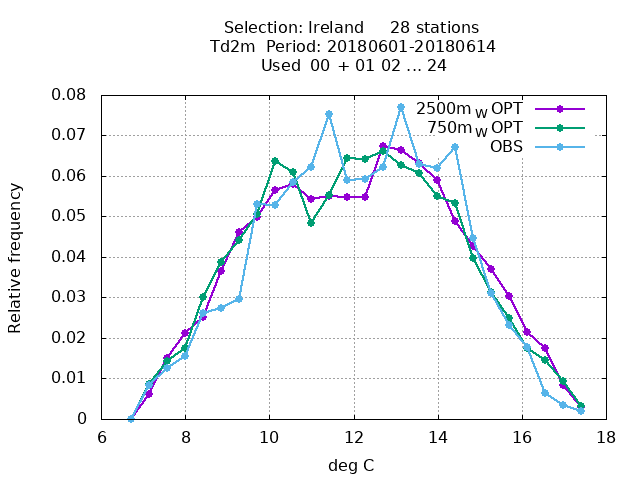 Selection: Ireland 28 stations
Td2m Period: 20180601-20180614
Used 00 + 01 02 ... 24
2500m W OPT
750m W OPT
OBS
Relative frequency
0.08
0.07
0.06
0.05
0.04
0.03
0.02
0.01
0
6 8 10 12 14 16 18
deg C